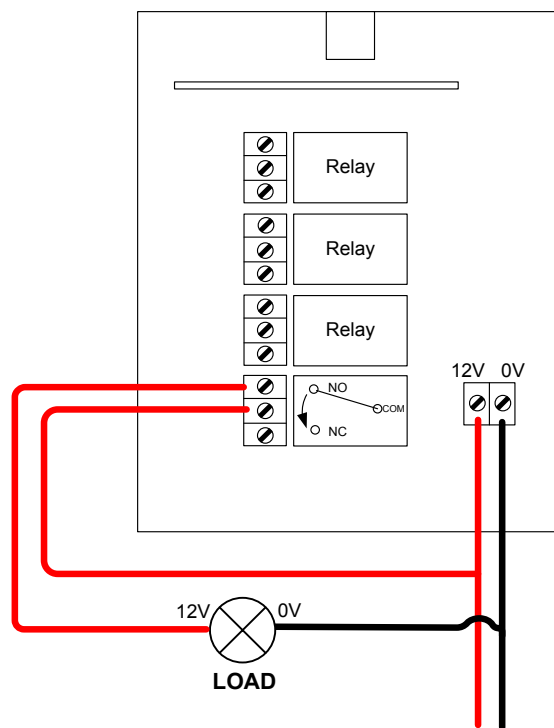 Relay
Relay
Relay
12V 0V
NO
COM
NC
12V 0V
LOAD